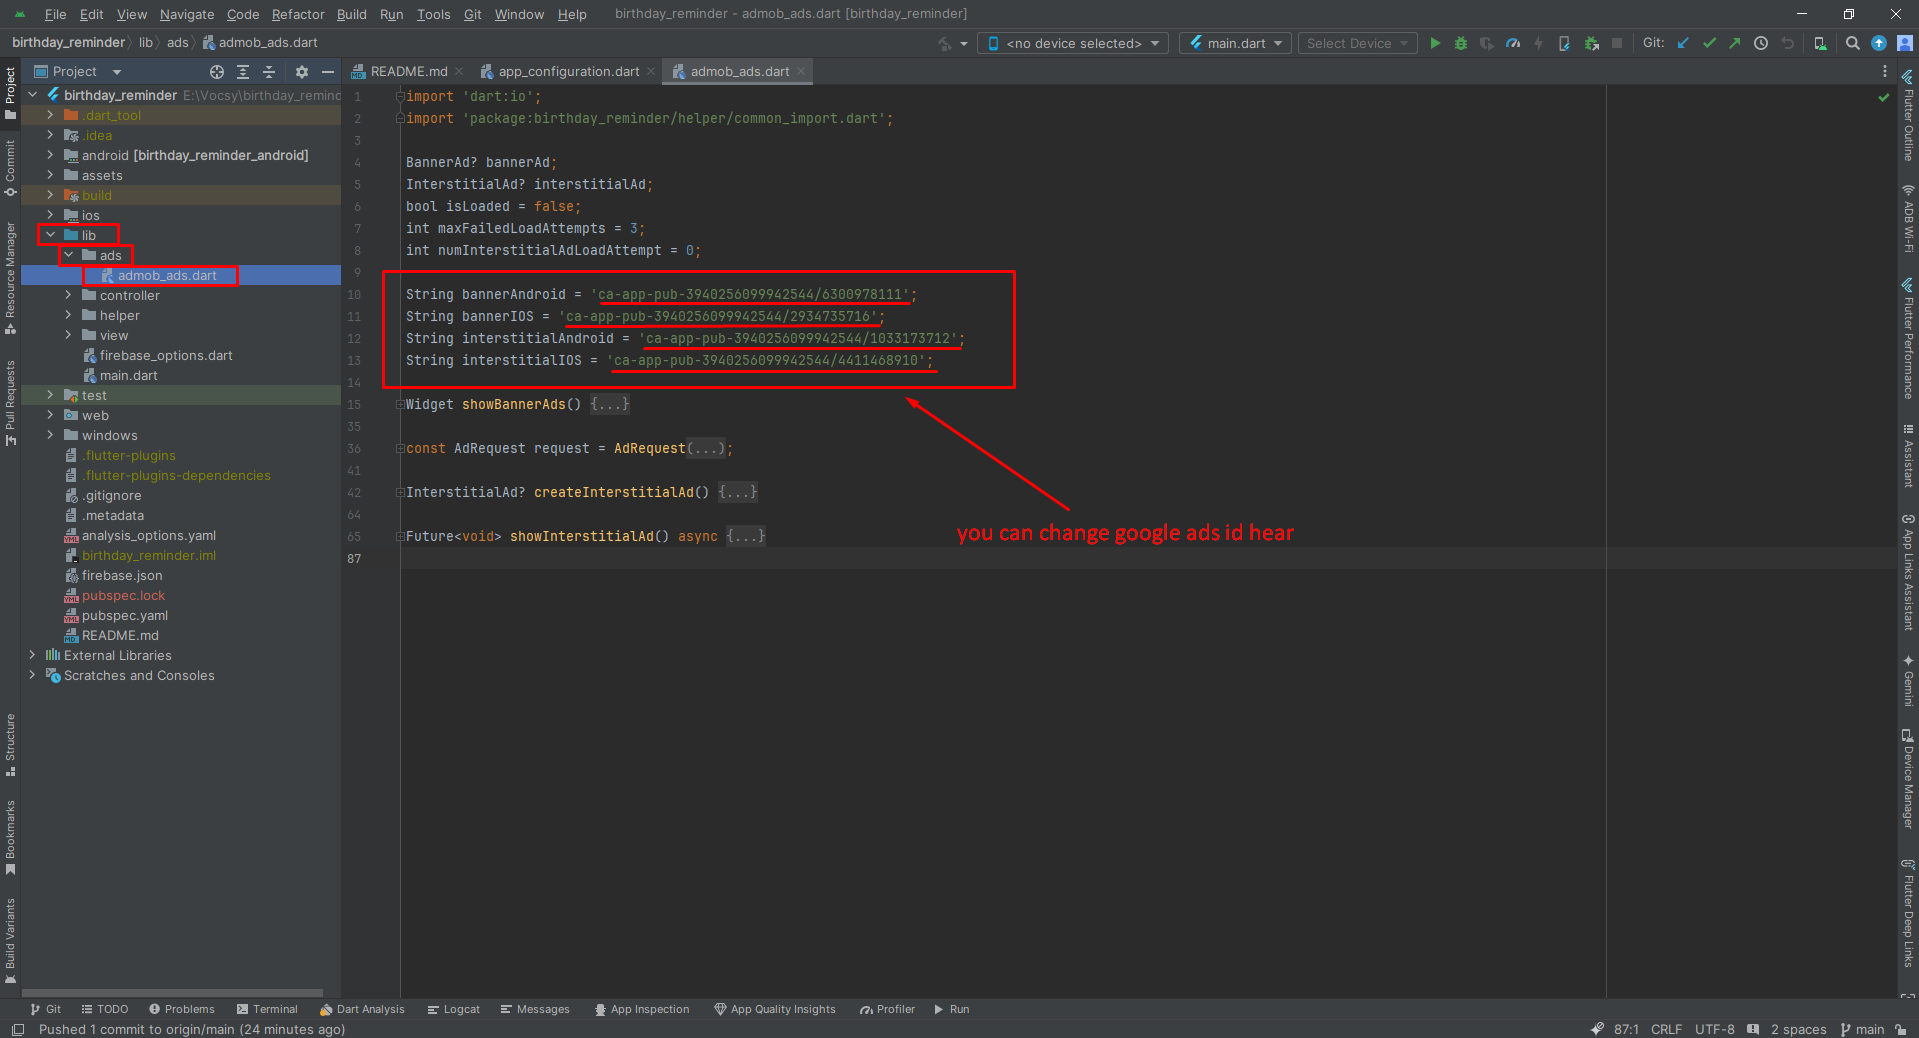 File Edit View Navigate Code Refactor Build Run Tools Git Window Help birthday_reminder - admob_ads.dart [birthday_reminder]
birthday_reminder lib ads admob_ads.dart <no device selected> main.dart Select Device Git:
Project README.md app_configuration.dart admob_ads.dart
birthday_reminder E:\Vocsy\birthday_remind
.dart_tool
.idea
android [birthday_reminder_android]
assets
build
ios
lib
ads
admob_ads.dart
controller
helper
view
firebase_options.dart
main.dart
test
web
windows
.flutter-plugins
.flutter-plugins-dependencies
.gitignore
.metadata
analysis_options.yaml
birthday_reminder.iml
firebase.json
pubspec.lock
pubspec.yaml
README.md
External Libraries
Scratches and Consoles
1 import 'dart:io';
2 import 'package:birthday_reminder/helper/common_import.dart';
3
4 BannerAd? bannerAd;
5 InterstitialAd? interstitialAd;
6 bool isLoaded = false;
7 int maxFailedLoadAttempts = 3;
8 int numInterstitialAdLoadAttempt = 0;
9
10 String bannerAndroid = 'ca-app-pub-3940256099942544/6300978111';
11 String bannerIOS = 'ca-app-pub-3940256099942544/2934735716';
12 String interstitialAndroid = 'ca-app-pub-3940256099942544/1033173712';
13 String interstitialIOS = 'ca-app-pub-3940256099942544/4411468910';
14
15 Widget showBannerAds() {...}
35
36 const AdRequest request = AdRequest(...);
41
42 InterstitialAd? createInterstitialAd() {...}
64
65 Future<void> showInterstitialAd() async {...}
87
you can change google ads id hear
Project
Commit
Resource Manager
Pull Requests
Structure
Bookmarks
Build Variants
Flutter Outline
ADB Wi-Fi
Flutter Performance
Assistant
App Links Assistant
Gemini
Device Manager
Flutter Deep Links
Git TODO Problems Terminal Dart Analysis Logcat Messages App Inspection App Quality Insights Profiler Run
Pushed 1 commit to origin/main (24 minutes ago) 87:1 CRLF UTF-8 2 spaces main